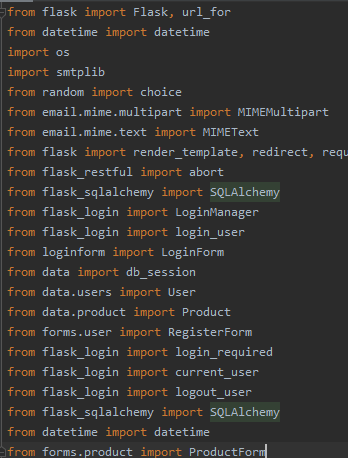 from flask import Flask, url_for
from datetime import datetime
import os
import smtplib
from random import choice
from email.mime.multipart import MIMEMultipart
from email.mime.text import MIMEText
from flask import render_template, redirect, requ
from flask_restful import abort
from flask_sqlalchemy import SQLAlchemy
from flask_login import LoginManager
from flask_login import login_user
from loginform import LoginForm
from data import db_session
from data.users import User
from data.product import Product
from forms.user import RegisterForm
from flask_login import login_required
from flask_login import current_user
from flask_login import logout_user
from flask_sqlalchemy import SQLAlchemy
from datetime import datetime
from forms.product import ProductForm